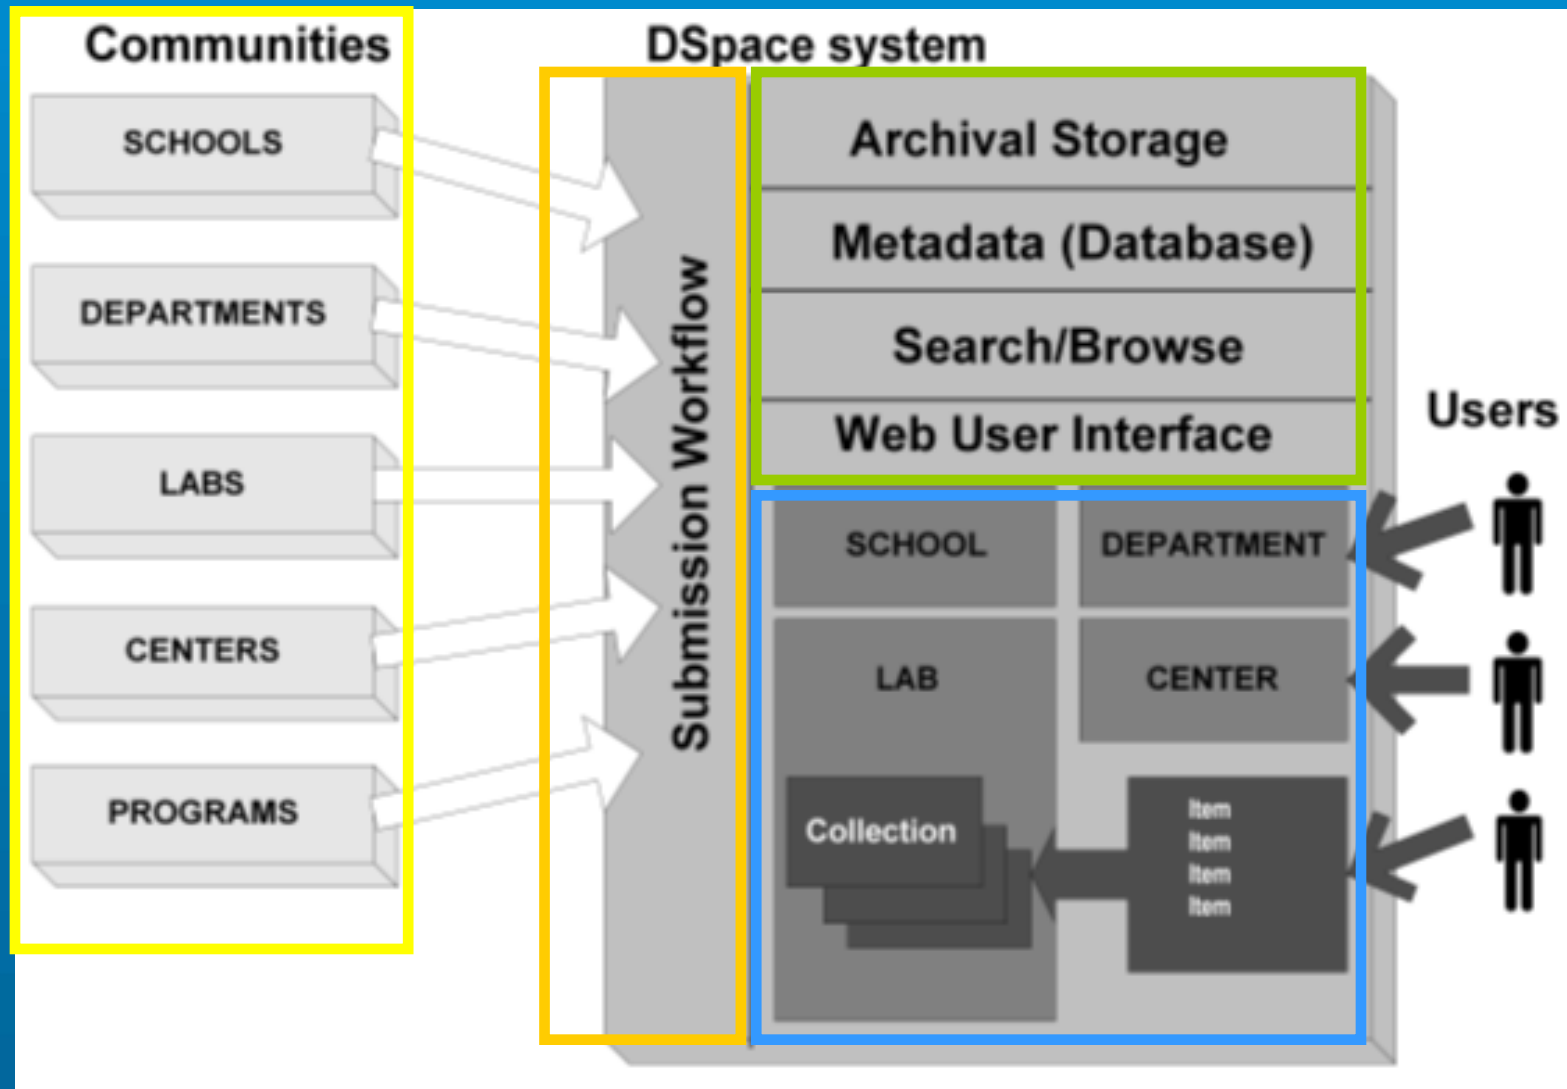 Communities
SCHOOLS
DEPARTMENTS
LABS
CENTERS
PROGRAMS
DSpace system
Submission Workflow
Archival Storage
Metadata (Database)
Search/Browse
Web User Interface
SCHOOL
DEPARTMENT
LAB
CENTER
Collection
Item
Item
Item
Item
Users